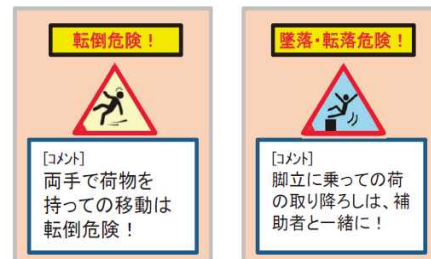 転倒危険!
[コメント]
両手で荷物を
持っての移動は
転倒危険!
墜落・転落危険!
[コメント]
脚立に乗っての荷
の取り降ろしは、補
助者と一緒に!